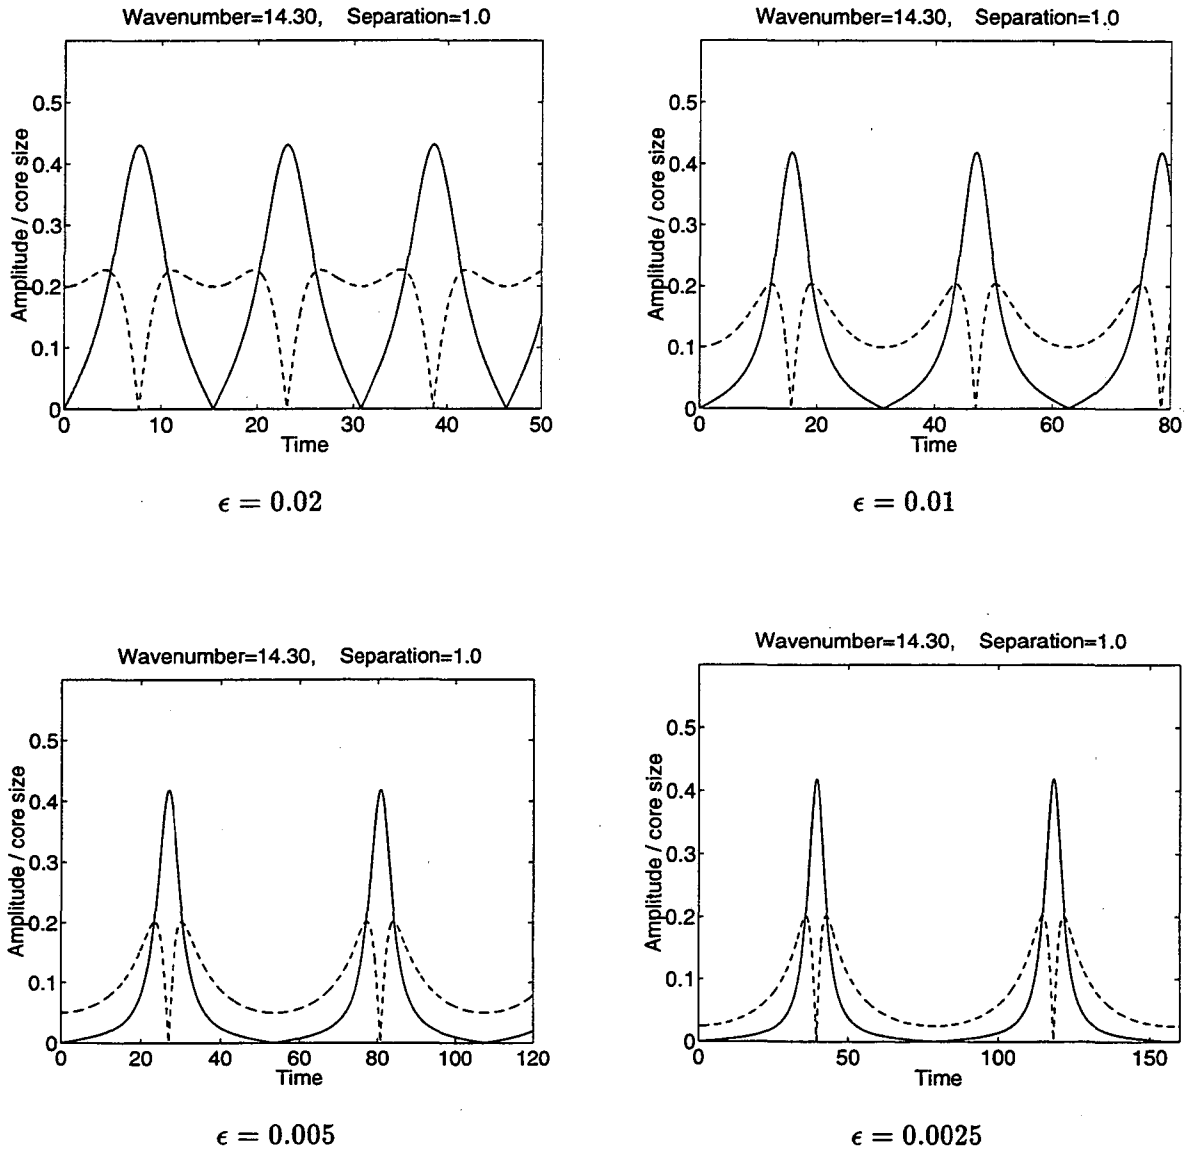 Wavenumber=14.30, Separation=1.0
Amplitude / core size
0.5
0.4
0.3
0.2
0.1
0
0 10 20 30 40 50
Time
ϵ = 0.02
Wavenumber=14.30, Separation=1.0
Amplitude / core size
0.5
0.4
0.3
0.2
0.1
0
0 20 40 60 80
Time
ϵ = 0.01
Wavenumber=14.30, Separation=1.0
Amplitude / core size
0.5
0.4
0.3
0.2
0.1
0
0 20 40 60 80 100 120
Time
ϵ = 0.005
Wavenumber=14.30, Separation=1.0
Amplitude / core size
0.5
0.4
0.3
0.2
0.1
0
0 50 100 150
Time
ϵ = 0.0025